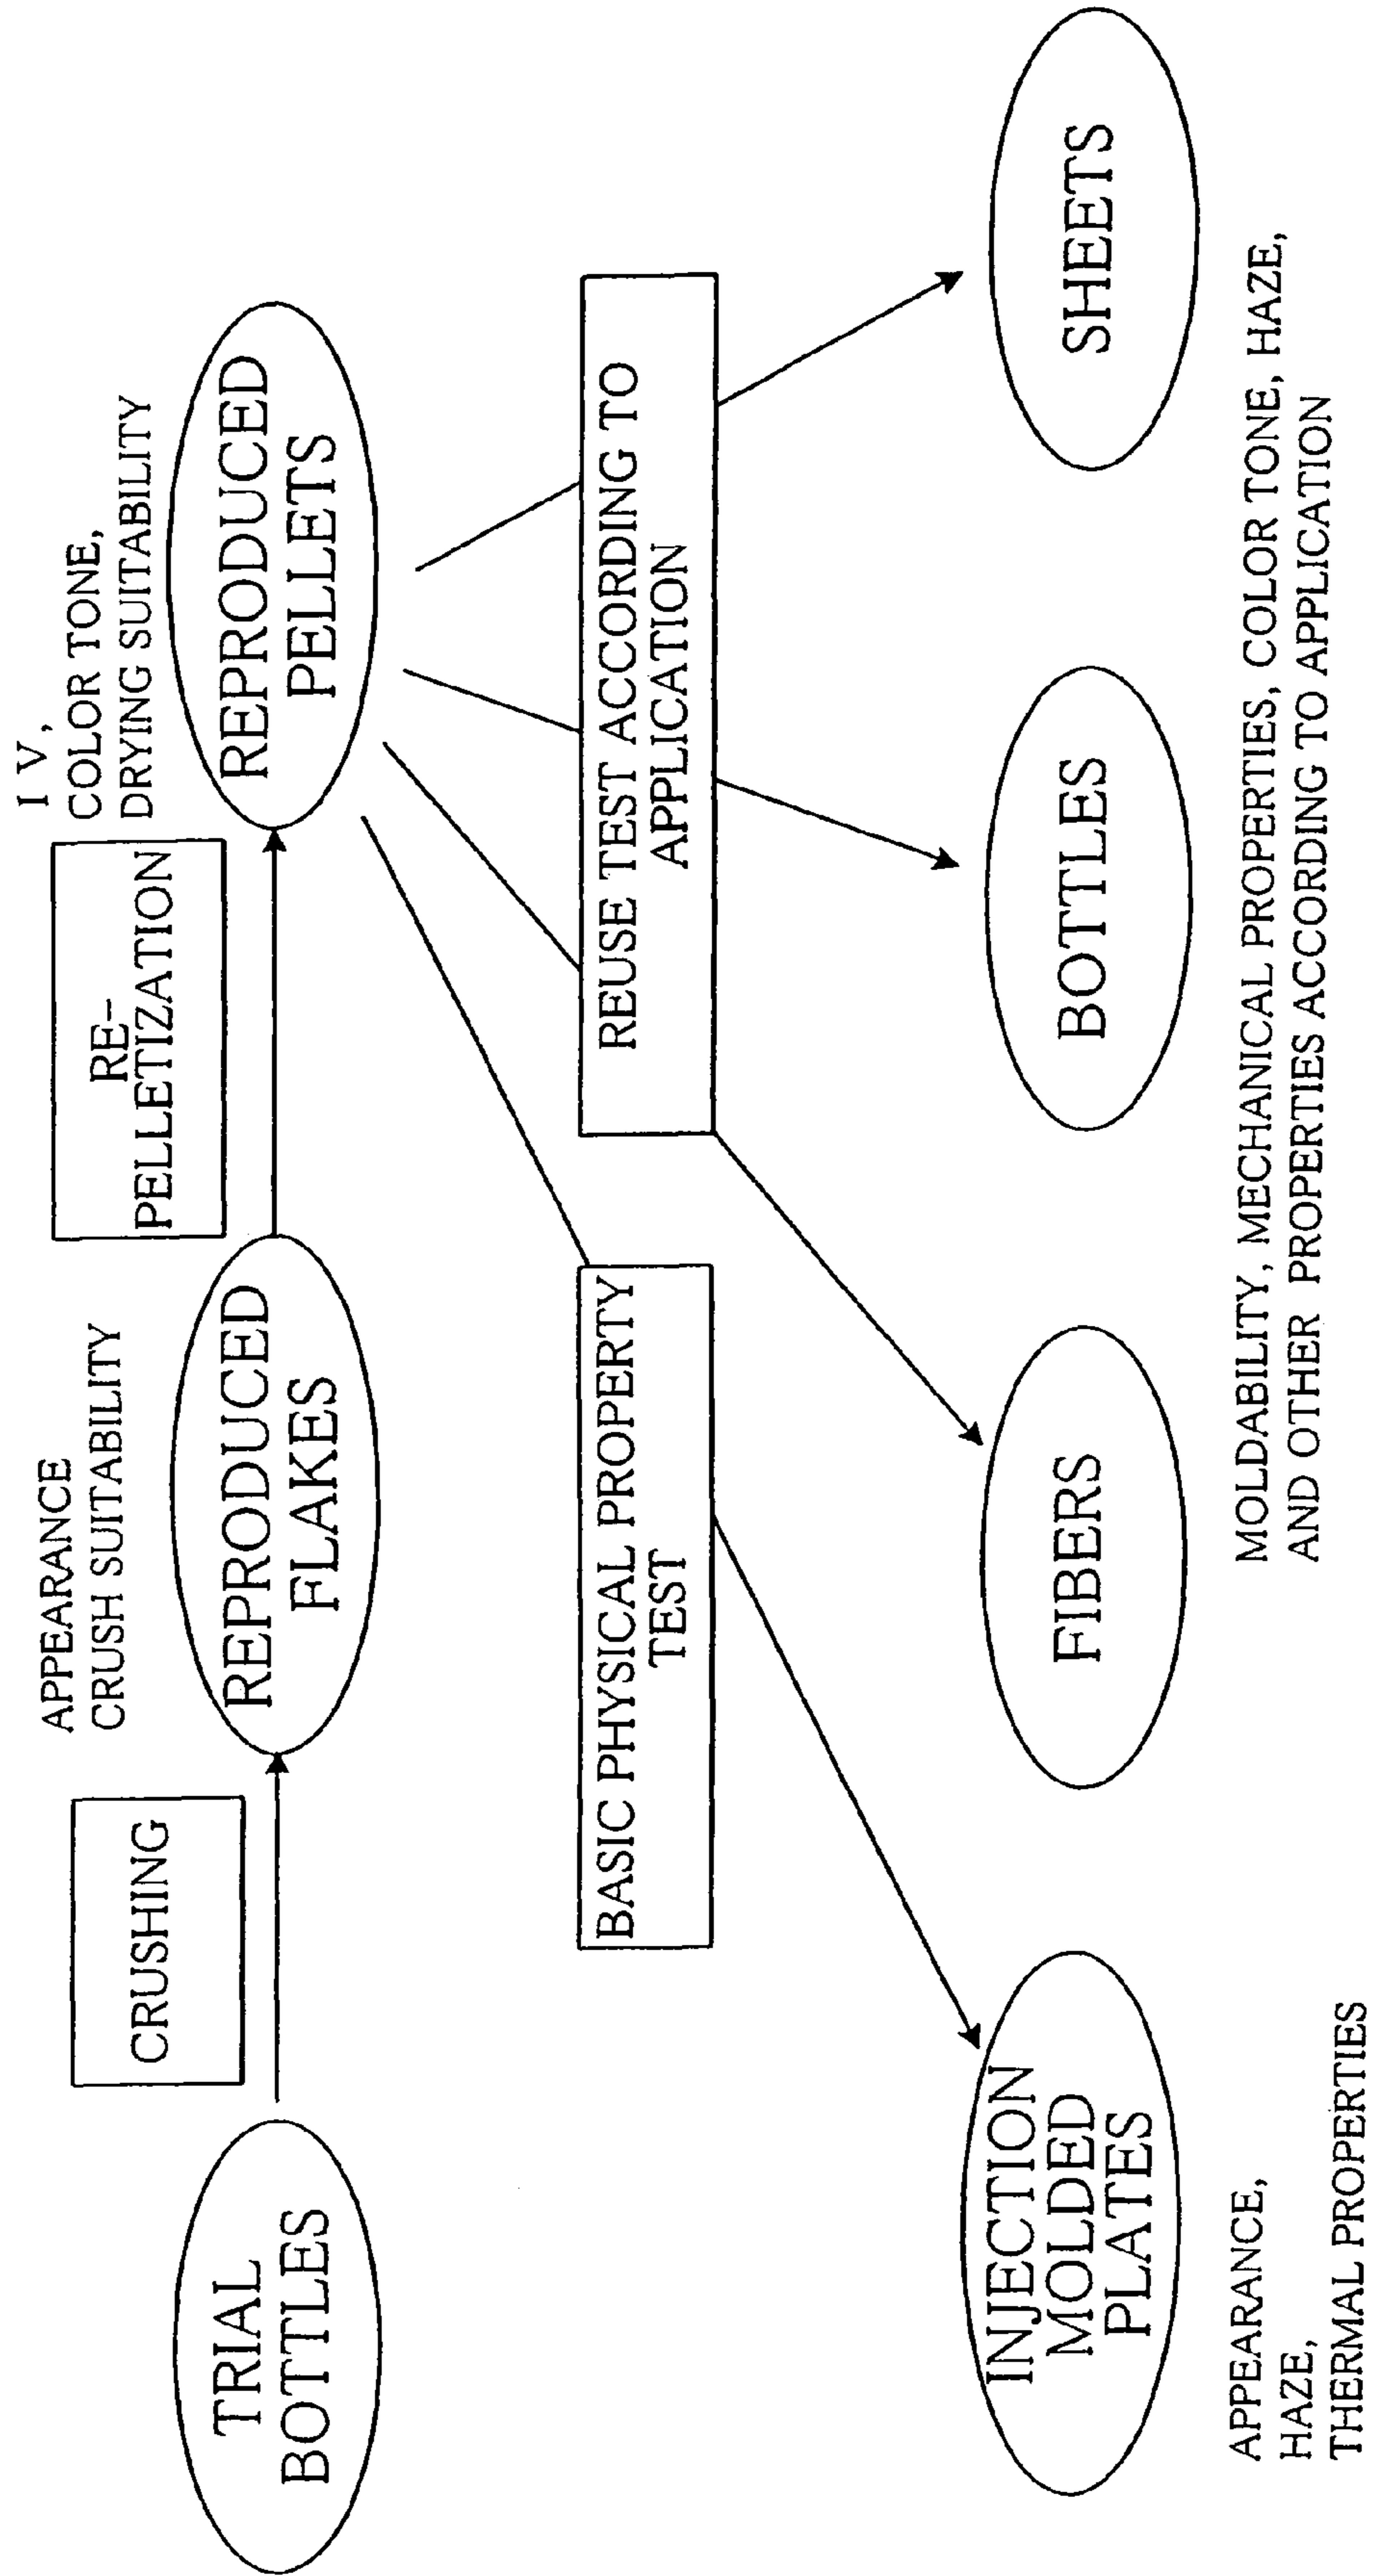 TRIAL
BOTTLES
CRUSHING
APPEARANCE
CRUSH SUITABILITY
REPRODUCED
FLAKES
RE-
PELLETIZATION
I V,
COLOR TONE,
DRYING SUITABILITY
REPRODUCED
PELLETS
BASIC PHYSICAL PROPERTY
TEST
REUSE TEST ACCORDING TO
APPLICATION
INJECTION
MOLDED
PLATES
FIBERS
BOTTLES
SHEETS
APPEARANCE,
HAZE,
THERMAL PROPERTIES
MOLDABILITY, MECHANICAL PROPERTIES, COLOR TONE, HAZE,
AND OTHER PROPERTIES ACCORDING TO APPLICATION